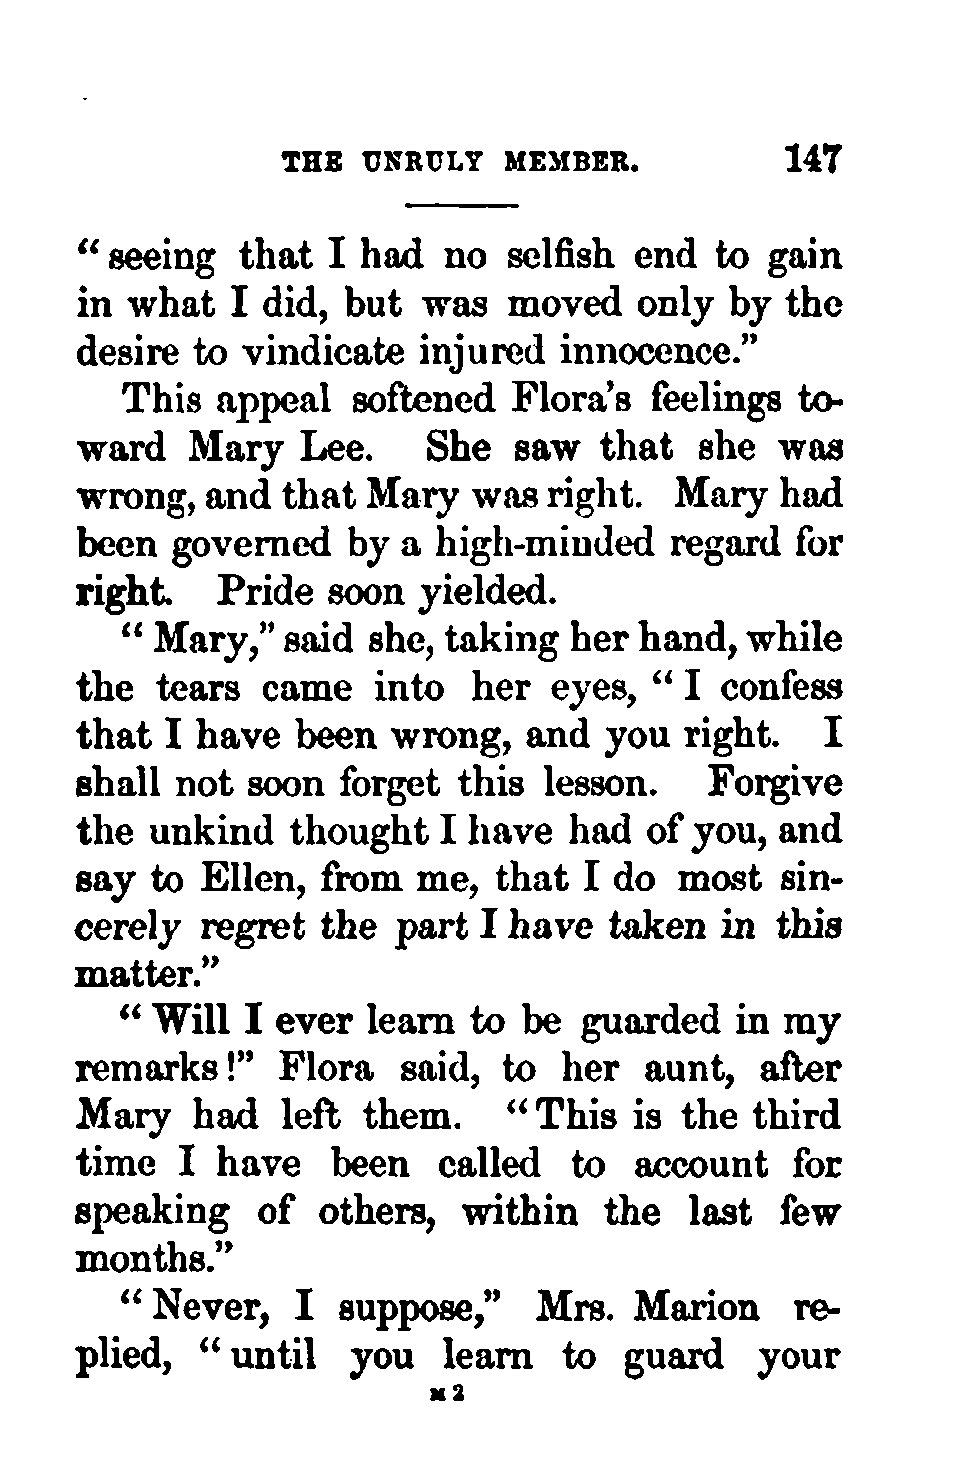 THE UNRULY MEMBER. 147
"seeing that I had no selfish end to gain
in what I did, but was moved only by the
desire to vindicate injured innocence."
This appeal softened Flora's feelings to-
ward Mary Lee. She saw that she was
wrong, and that Mary was right. Mary had
been governed by a high-minded regard for
right. Pride soon yielded.
"Mary," said she, taking her hand, while
the tears came into her eyes, "I confess
that I have been wrong, and you right. I
shall not soon forget this lesson. Forgive
the unkind thought I have had of you, and
say to Ellen, from me, that I do most sin-
cerely regret the part I have taken in this
matter."
"Will I ever learn to be guarded in my
remarks!" Flora said, to her aunt, after
Mary had left them. "This is the third
time I have been called to account for
speaking of others, within the last few
months."
"Never, I suppose," Mrs. Marion re-
plied, "until you learn to guard your
M 2